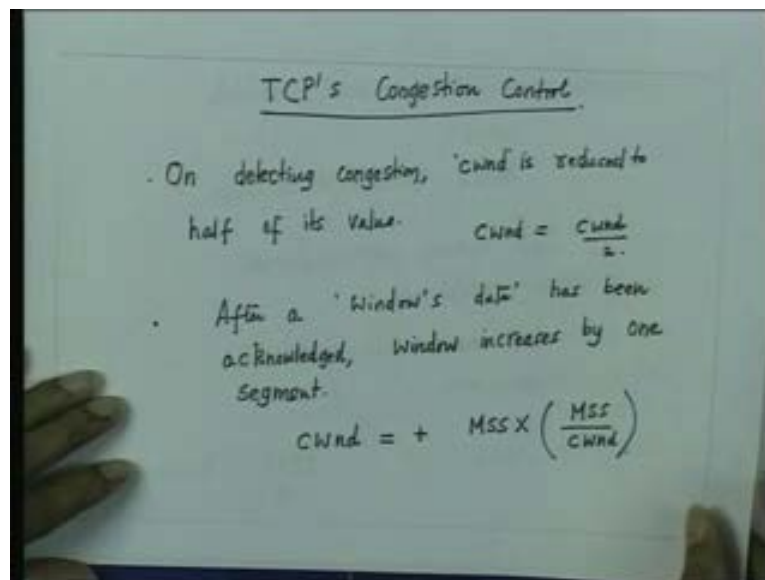 TCP's Congestion Control.
. On detecting congestion, 'cwnd' is reduced to
half of its value. cwnd = cwnd/2.
. After a 'Window's data' has been
acknowledged, Window increases by one
segment.
cwnd = + MSS X (MSS/cwnd)